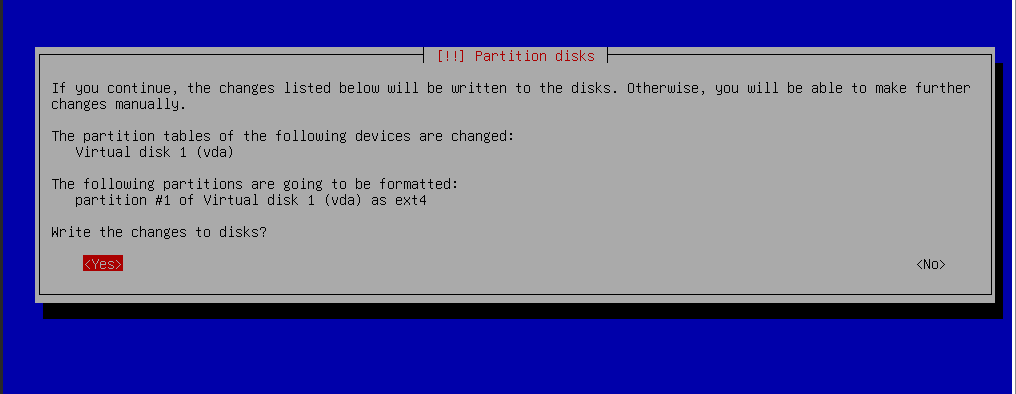 [!!] Partition disks
If you continue, the changes listed below will be written to the disks. Otherwise, you will be able to make further
changes manually.
The partition tables of the following devices are changed:
Virtual disk 1 (vda)
The following partitions are going to be formatted:
partition #1 of Virtual disk 1 (vda) as ext4
Write the changes to disks?
<Yes> <No>